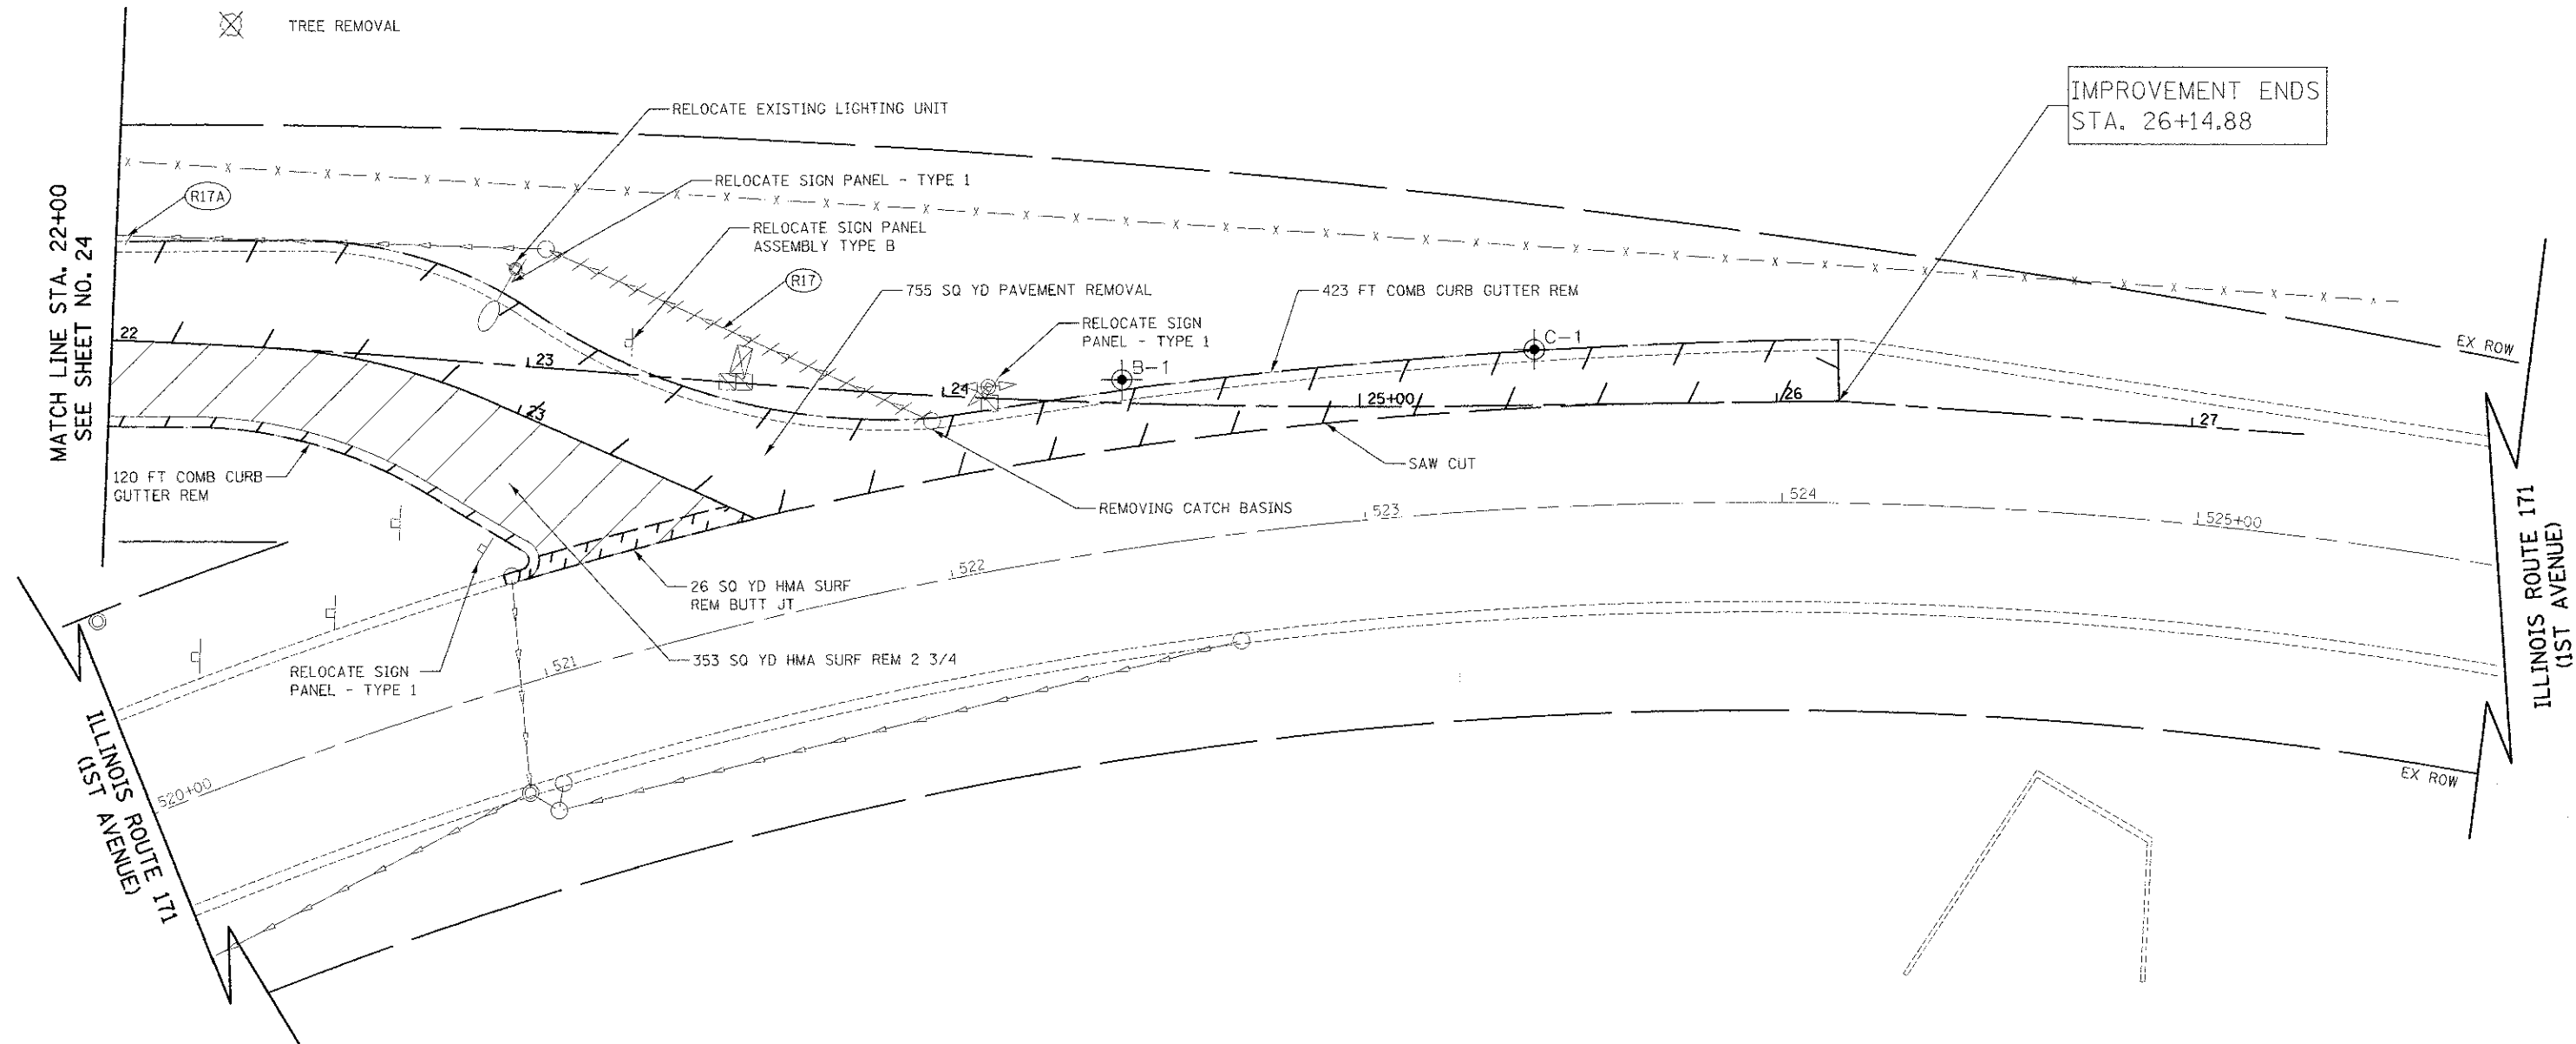 TREE REMOVAL
IMPROVEMENT ENDS
STA. 26+14.88
RELOCATE EXISTING LIGHTING UNIT
RELOCATE SIGN PANEL - TYPE 1
R17A
MATCH LINE STA. 22+00
SEE SHEET NO. 24
RELOCATE SIGN PANEL
ASSEMBLY TYPE B
R17
755 SQ YD PAVEMENT REMOVAL
423 FT COMB CURB GUTTER REM
RELOCATE SIGN
PANEL - TYPE 1
C-1
B-1
EX ROW
22
23
24
25+00
26
27
23
SAW CUT
120 FT COMB CURB
GUTTER REM
REMOVING CATCH BASINS
520+00
521
522
523
524
525+00
26 SQ YD HMA SURF
REM BUTT JT
353 SQ YD HMA SURF REM 2 3/4
RELOCATE SIGN
PANEL - TYPE 1
ILLINOIS ROUTE 171
(1ST AVENUE)
ILLINOIS ROUTE 171
(1ST AVENUE)
EX ROW